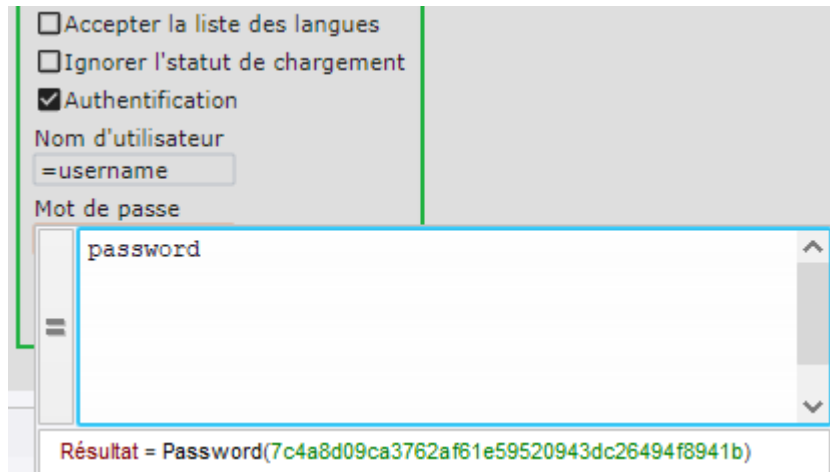 Accepter la liste des langues
Ignorer l'statut de chargement
Authentification
Nom d'utilisateur
=username
Mot de passe
password
=
Résultat = Password(7c4a8d09ca3762af61e59520943dc26494f8941b)